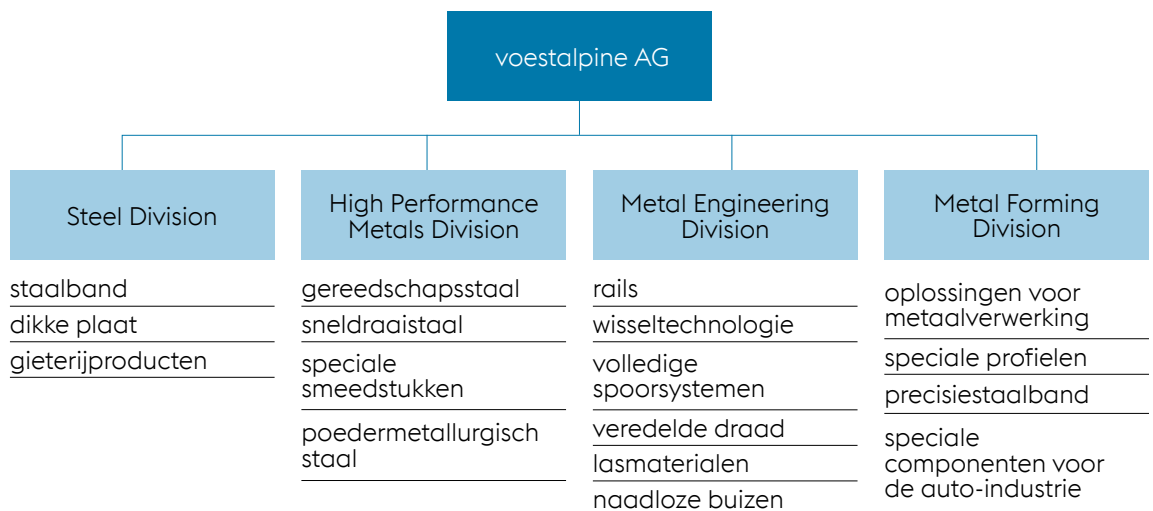 voestalpine AG
Steel Division
staalband
dikke plaat
gieterijproducten
High Performance
Metals Division
gereedschapsstaal
sneldraaistaal
speciale
smeedstukken
poedermetallurgisch
staal
Metal Engineering
Division
rails
wisseltechnologie
volledige
spoorsystemen
veredelde draad
lasmaterialen
naadloze buizen
Metal Forming
Division
oplossingen voor
metaalverwerking
speciale profielen
precisiestaalband
speciale
componenten voor
de auto-industrie